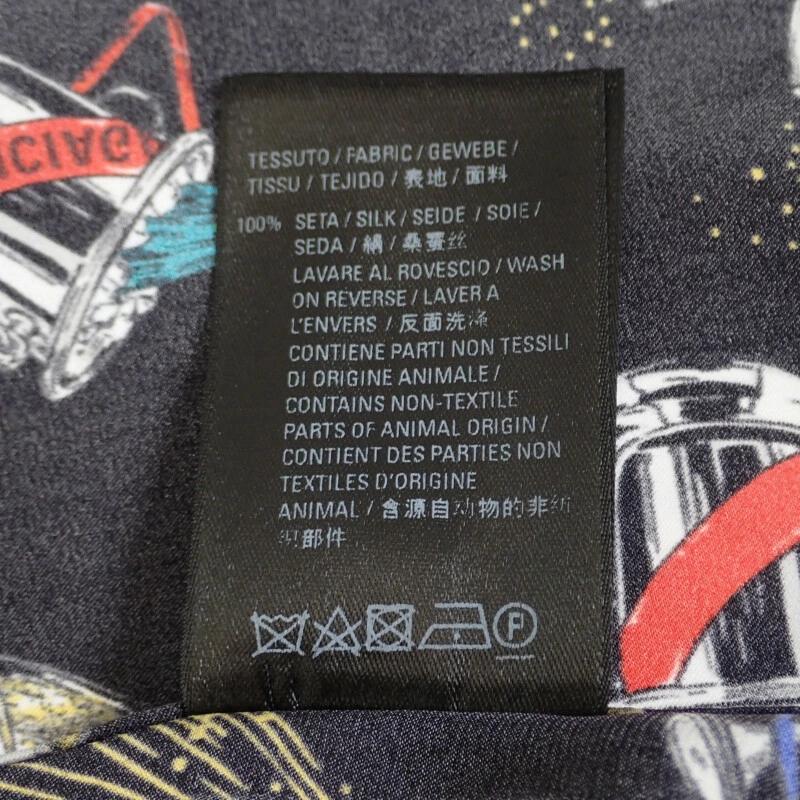 TESSUTO / FABRIC / GEWEBE /
TISSU / TEJIDO / 表地 / 面料
100% SETA / SILK / SEIDE / SOIE /
SEDA / 絹 / 桑蚕丝
LAVARE AL ROVESCIO / WASH
ON REVERSE / LAVER A
L'ENVERS / 反面洗涤
CONTIENE PARTI NON TESSILI
DI ORIGINE ANIMALE /
CONTAINS NON-TEXTILE
PARTS OF ANIMAL ORIGIN /
CONTIENT DES PARTIES NON
TEXTILES D'ORIGINE
ANIMAL / 含源自动物的非纺
织部件
F